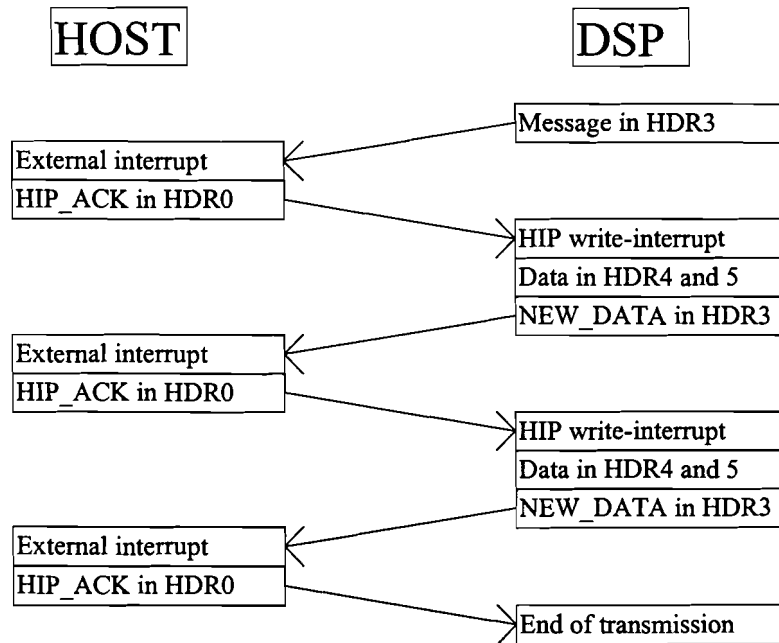 HOST
DSP
Message in HDR3
External interrupt
HIP_ACK in HDR0
HIP write-interrupt
Data in HDR4 and 5
NEW_DATA in HDR3
External interrupt
HIP_ACK in HDR0
HIP write-interrupt
Data in HDR4 and 5
NEW_DATA in HDR3
External interrupt
HIP_ACK in HDR0
End of transmission